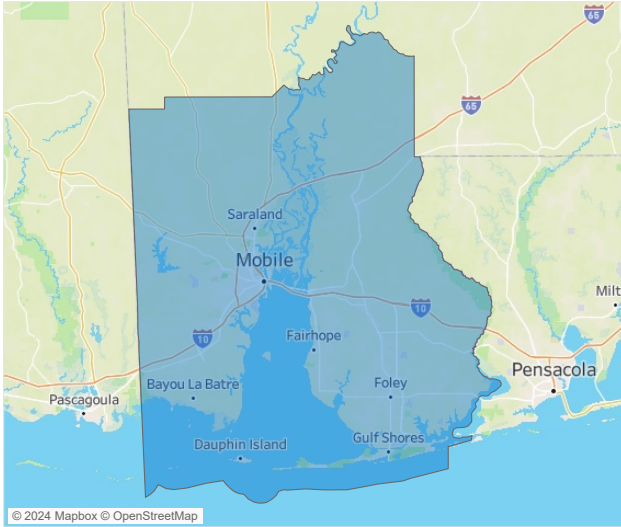 65
65
Saraland
Mobile
Milt
10
10
Fairhope
Pensacola
Bayou La Batre
Foley
Pascagoula
Gulf Shores
Dauphin Island
© 2024 Mapbox © OpenStreetMap